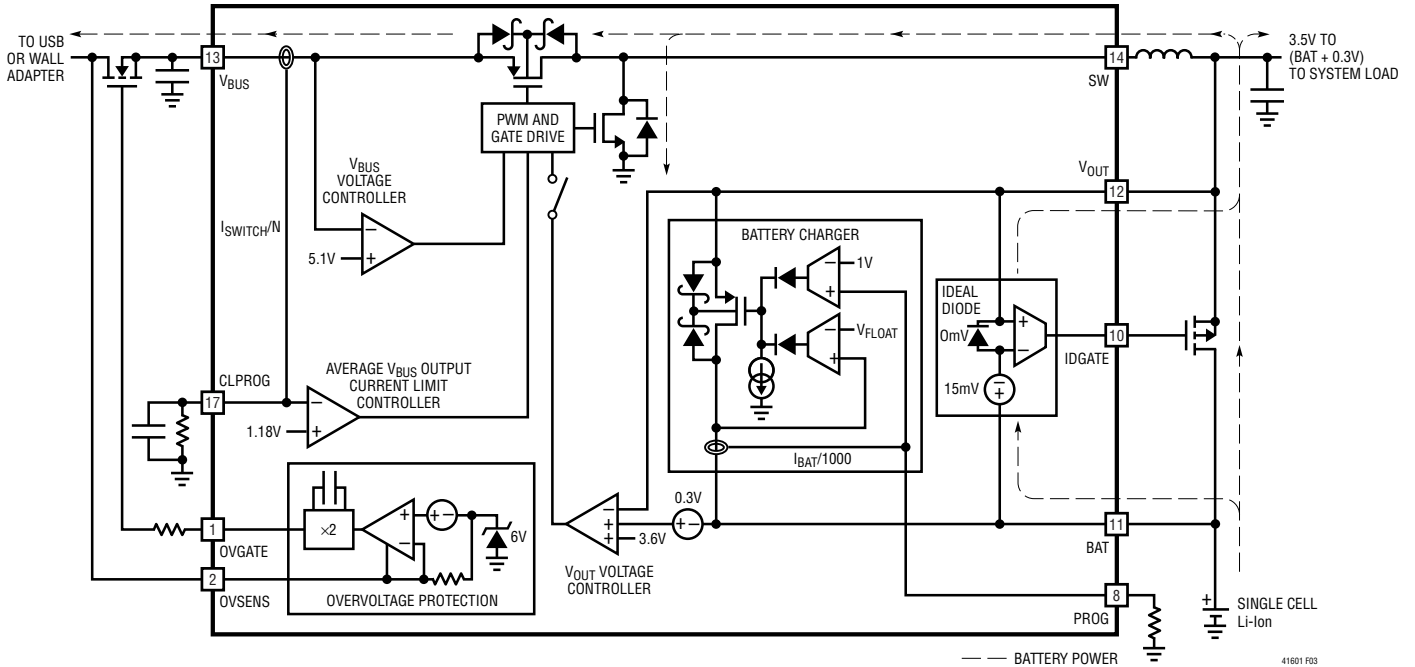 TO USB
OR WALL
ADAPTER
13
VBUS
14
SW
3.5V TO
(BAT + 0.3V)
TO SYSTEM LOAD
PWM AND
GATE DRIVE
VBUS
VOLTAGE
CONTROLLER
ISWITCH/N
−
+
5.1V
VOUT
12
BATTERY CHARGER
−
1V
+
−
VFLOAT
+
IDEAL
DIODE
0mV
+
−
15mV
−
+
10
IDGATE
CLPROG
17
AVERAGE VBUS OUTPUT
CURRENT LIMIT
CONTROLLER
−
+
1.18V
IBAT/1000
0.3V
+ −
−
+
+
3.6V
VOUT VOLTAGE
CONTROLLER
11
BAT
1
OVGATE
×2
+
−
+ −
6V
2
OVSENS
OVERVOLTAGE PROTECTION
8
PROG
+
SINGLE CELL
Li-Ion
BATTERY POWER
41601 F03